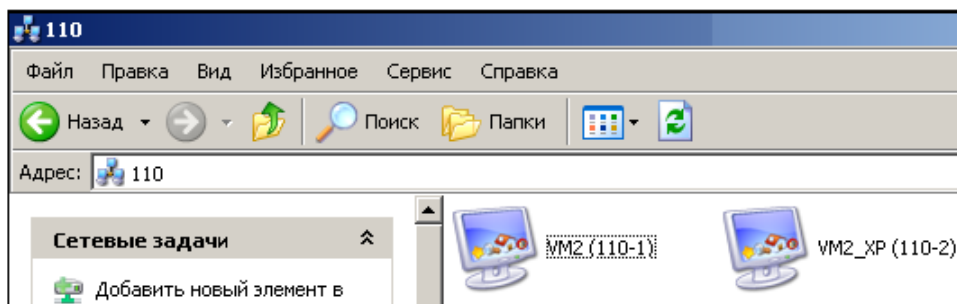 110
Файл Правка Вид Избранное Сервис Справка
Назад Поиск Папки
Адрес: 110
Сетевые задачи
Добавить новый элемент в
VM2 (110-1) VM2_XP (110-2)